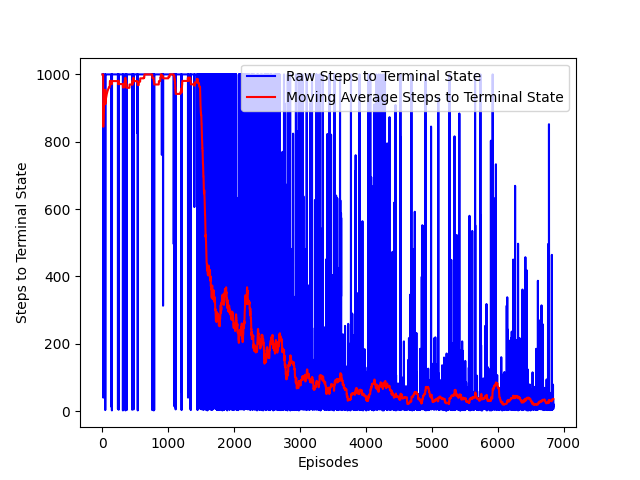 Raw Steps to Terminal State
Moving Average Steps to Terminal State
1000
800
600
400
200
0
Steps to Terminal State
0 1000 2000 3000 4000 5000 6000 7000
Episodes